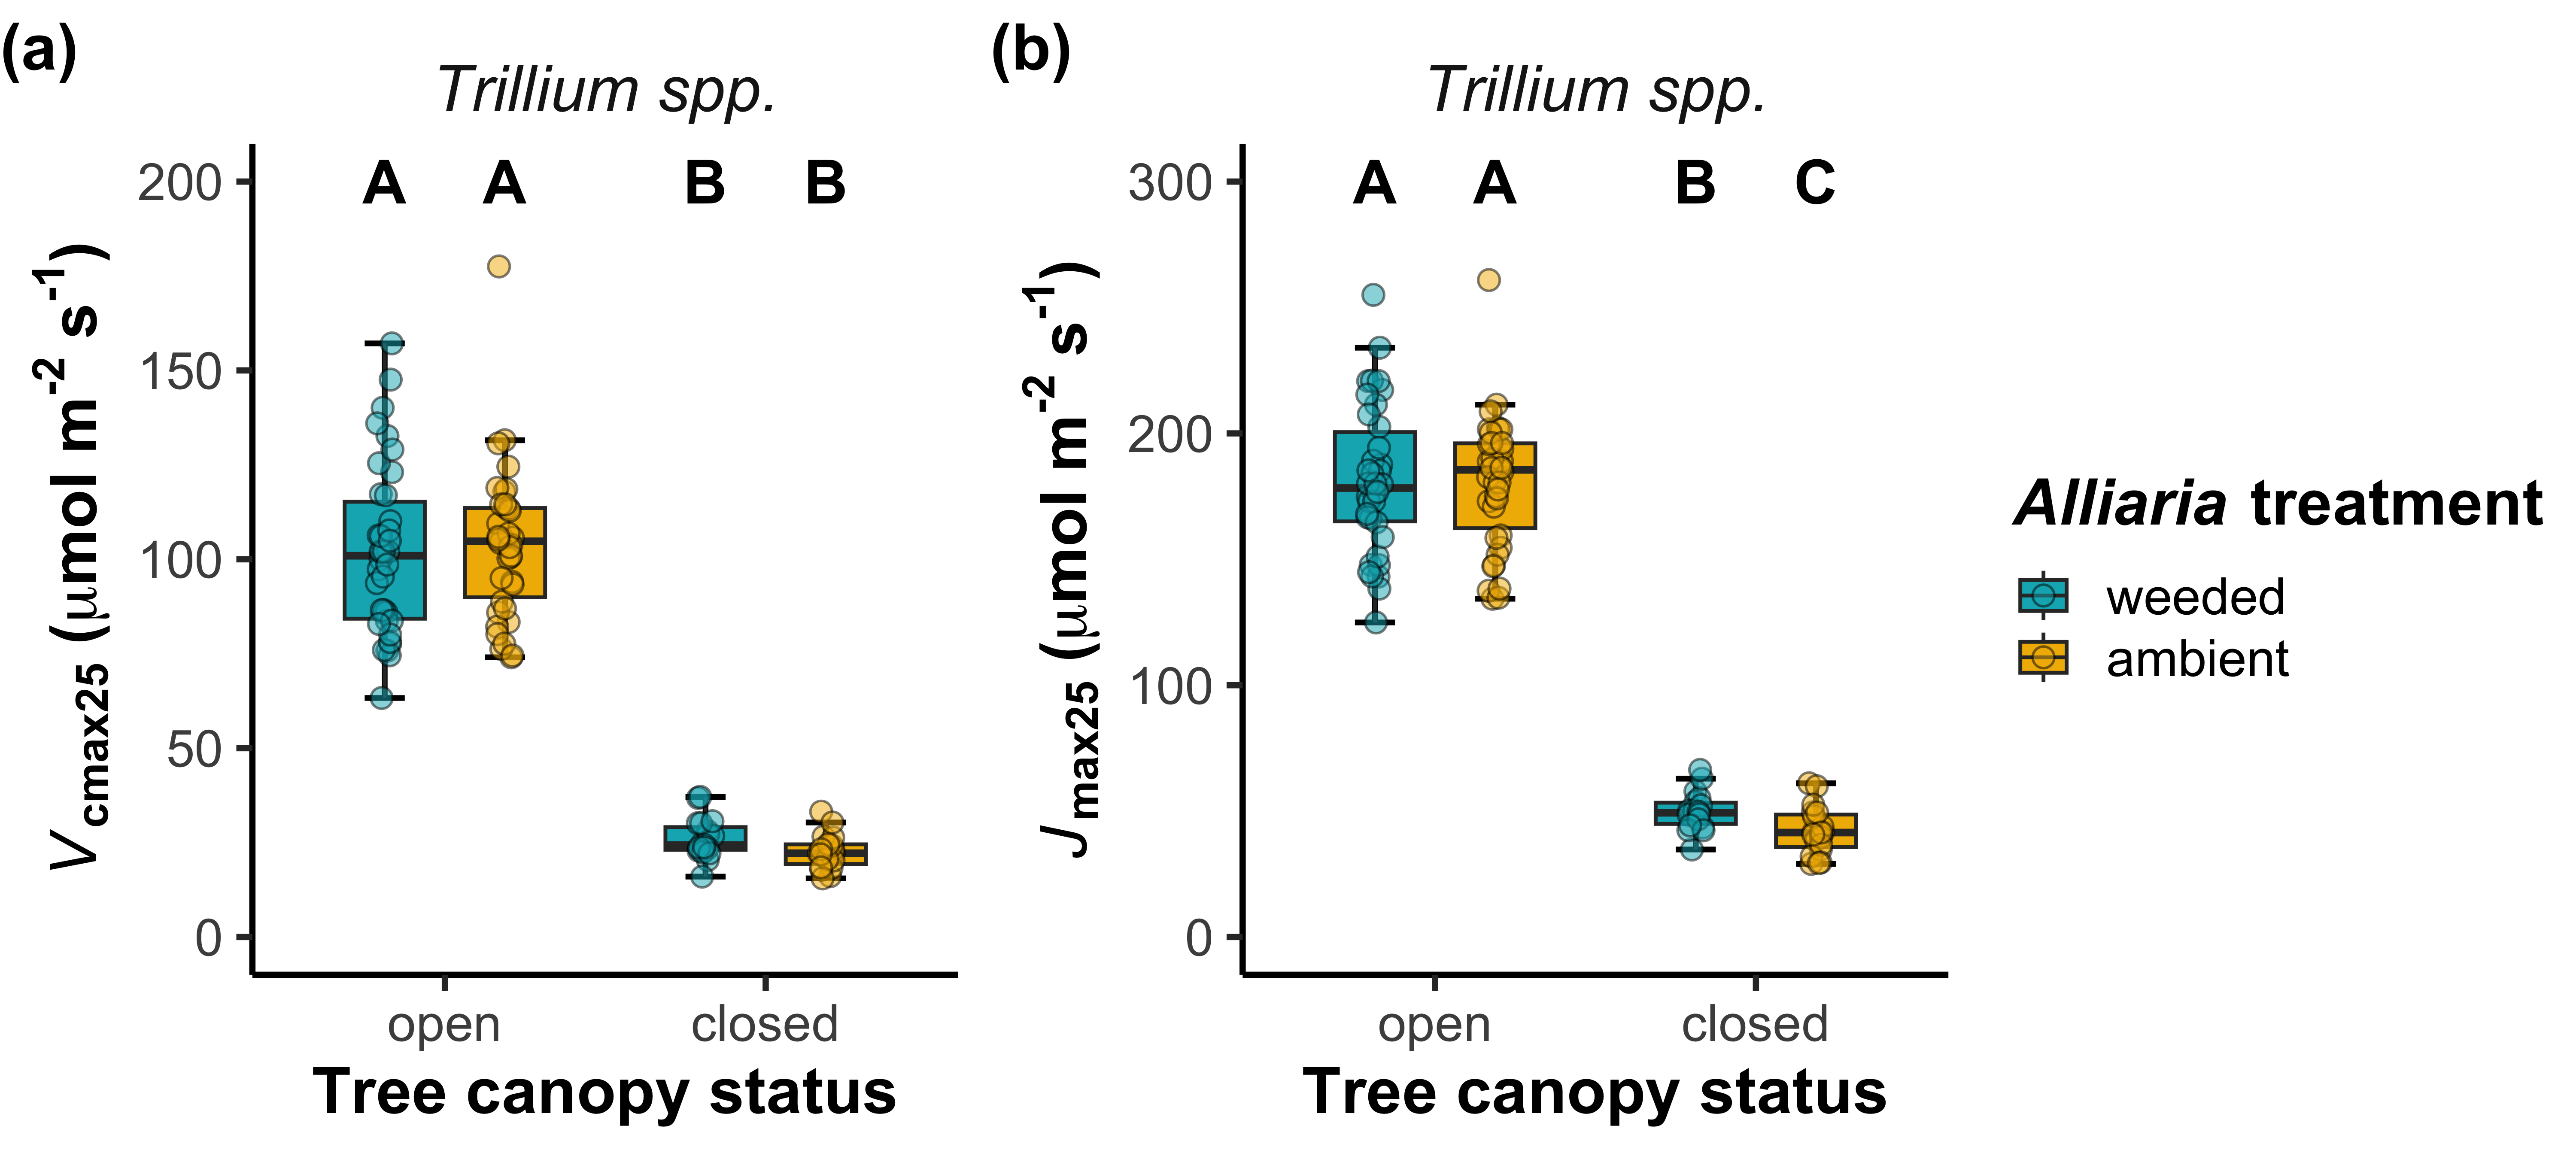 (a)
Trillium spp.
A A B B
200
150
100
50
0
Vcmax25 (μmol m-2 s-1)
open closed
Tree canopy status
(b)
Trillium spp.
A A B C
300
200
100
0
Jmax25 (μmol m-2 s-1)
open closed
Tree canopy status
Alliaria treatment
weeded
ambient